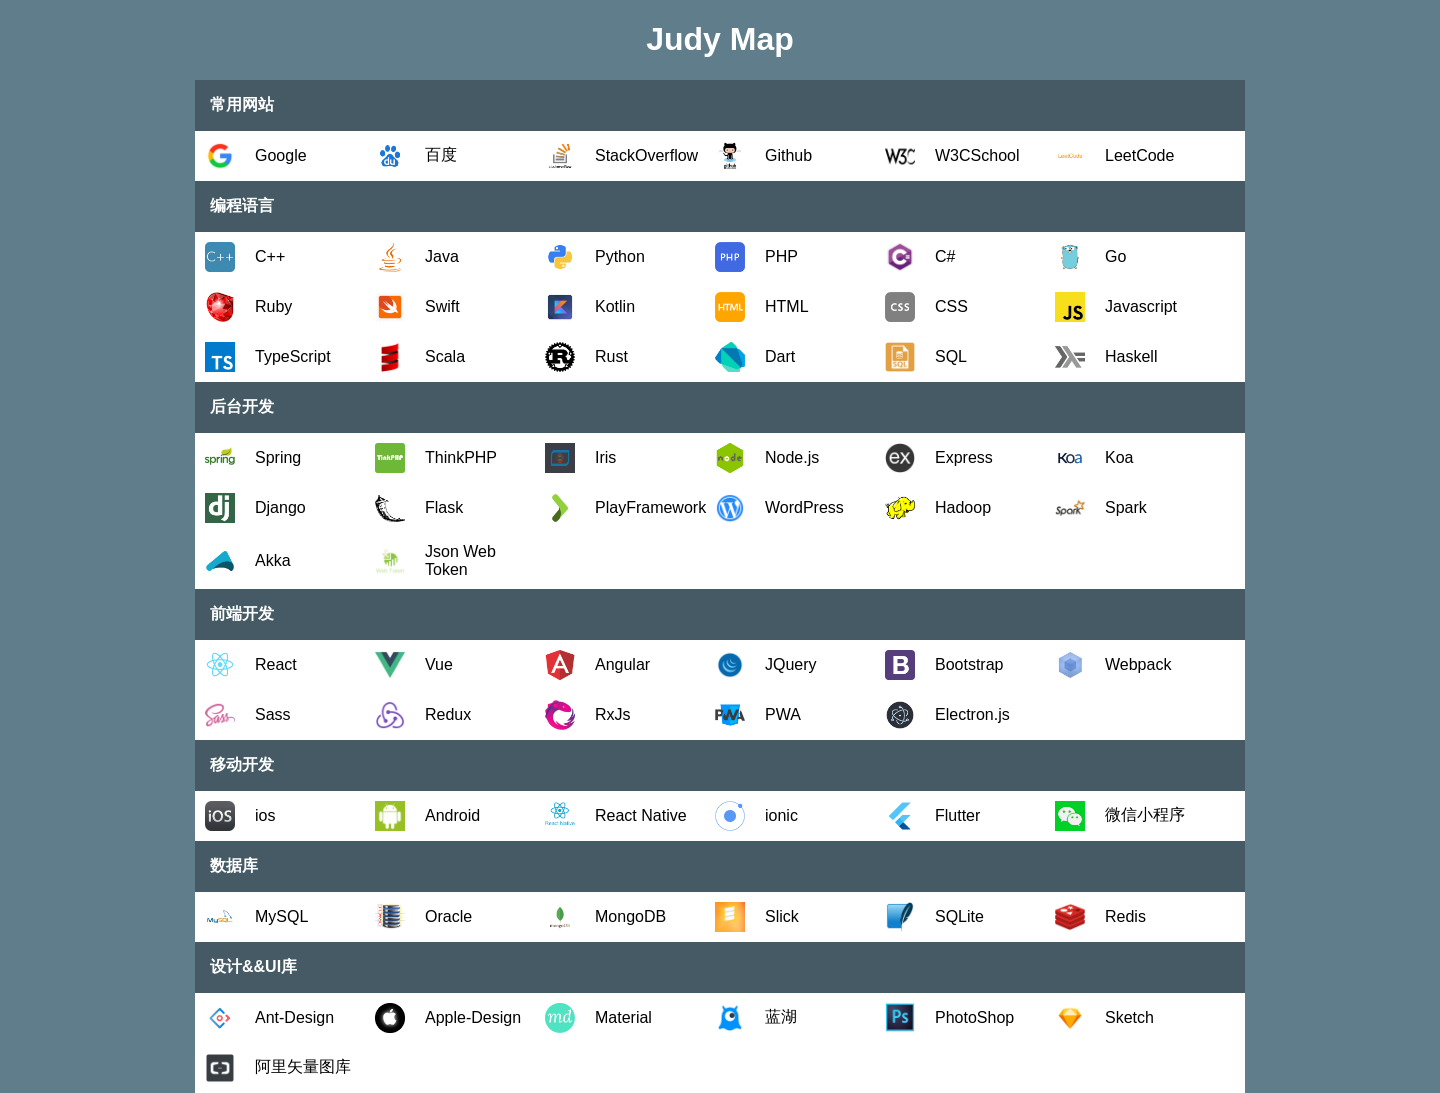 Judy Map
常用网站
Google 百度 StackOverflow Github W3CSchool LeetCode
编程语言
C++ Java Python PHP C# Go
Ruby Swift Kotlin HTML CSS Javascript
TypeScript Scala Rust Dart SQL Haskell
后台开发
Spring ThinkPHP Iris Node.js Express Koa
Django Flask PlayFramework WordPress Hadoop Spark
Akka Json Web
Token
前端开发
React Vue Angular JQuery Bootstrap Webpack
Sass Redux RxJs PWA Electron.js
移动开发
ios Android React Native ionic Flutter 微信小程序
数据库
MySQL Oracle MongoDB Slick SQLite Redis
设计&&UI库
Ant-Design Apple-Design Material 蓝湖 PhotoShop Sketch
阿里矢量图库